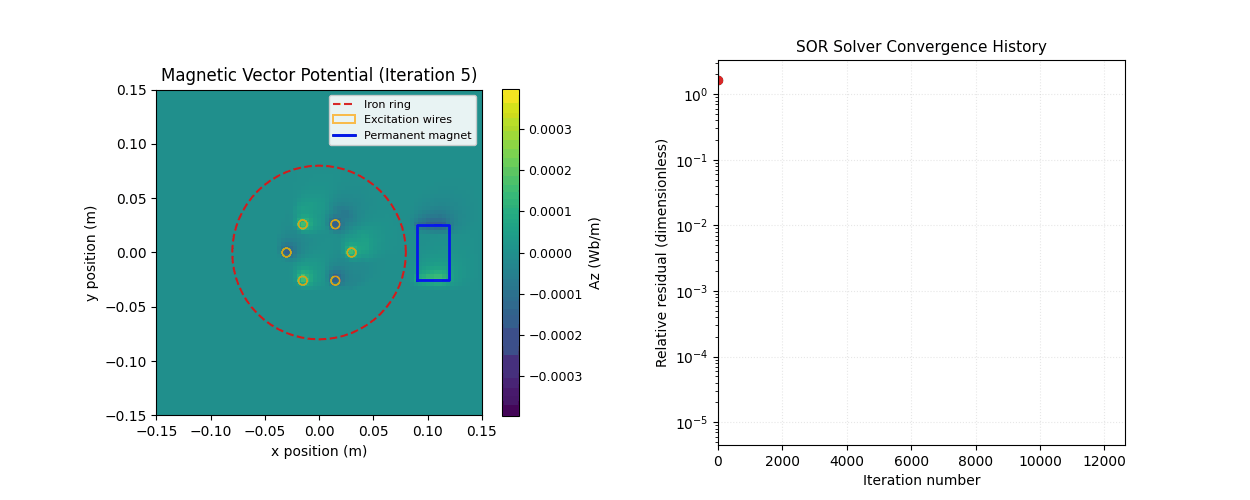 Magnetic Vector Potential (Iteration 5)
Iron ring
Excitation wires
Permanent magnet
0.15
0.10
0.05
0.00
−0.05
−0.10
−0.15
y position (m)
−0.15 −0.10 −0.05 0.00 0.05 0.10 0.15
x position (m)
0.0003
0.0002
0.0001
0.0000
−0.0001
−0.0002
−0.0003
Az (Wb/m)
SOR Solver Convergence History
10⁰
10⁻¹
10⁻²
10⁻³
10⁻⁴
10⁻⁵
Relative residual (dimensionless)
0 2000 4000 6000 8000 10000 12000
Iteration number